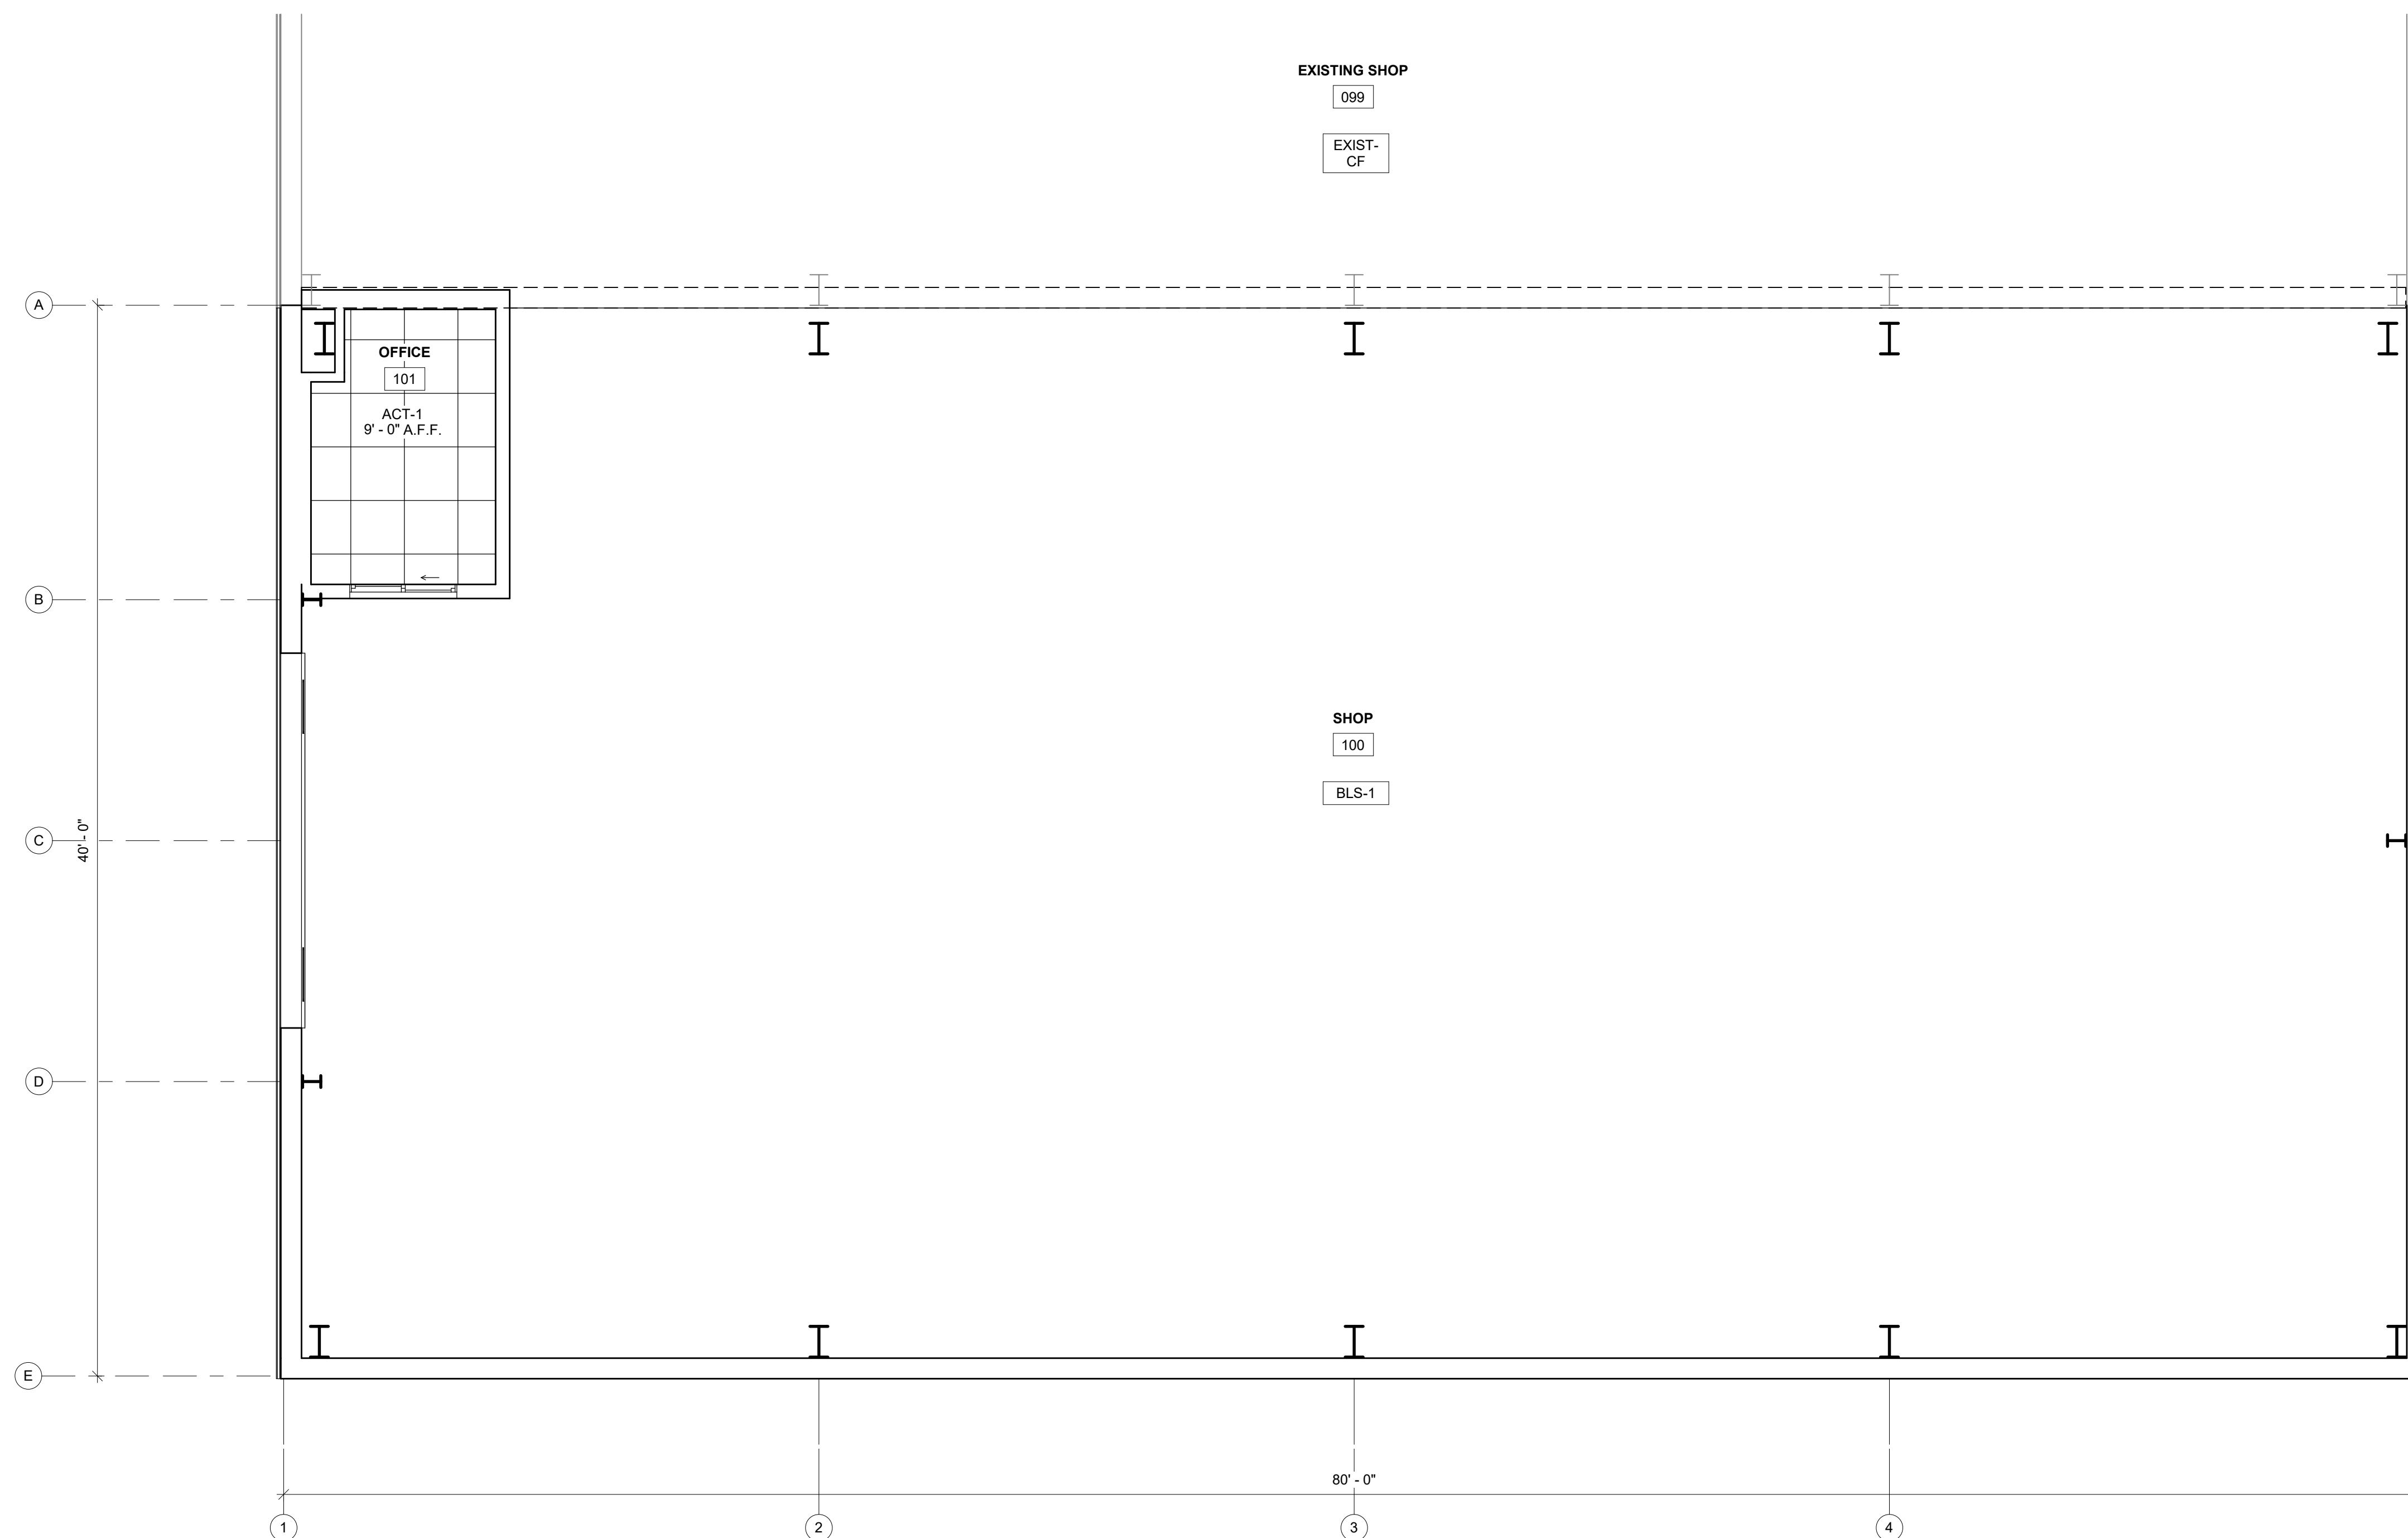 EXISTING SHOP
099
EXIST-
CF
A
OFFICE
101
ACT-1
9' - 0" A.F.F.
B
SHOP
100
BLS-1
C
40' - 0"
D
E
80' - 0"
1
2
3
4